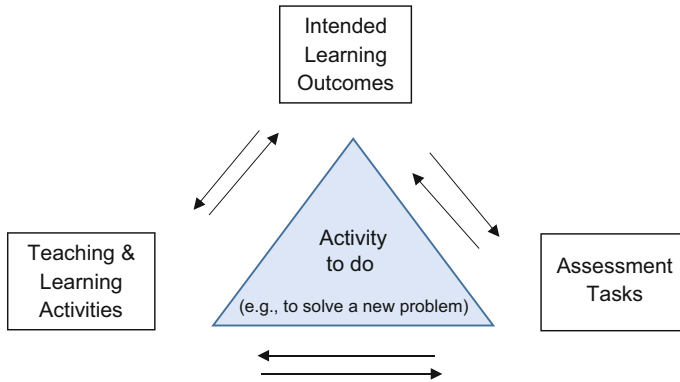 Intended
Learning
Outcomes
Activity
to do
(e.g., to solve a new problem)
Teaching &
Learning
Activities
Assessment
Tasks